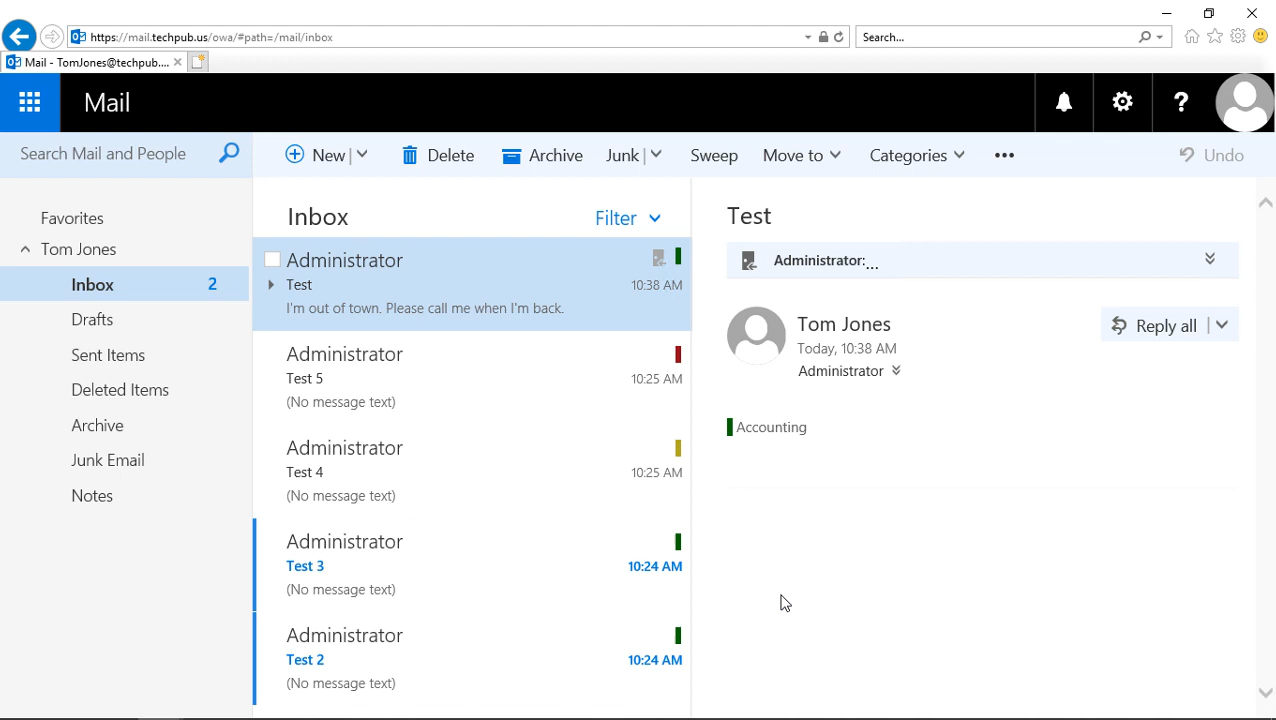 https://mail.techpub.us/owa/#path=/mail/inbox
Search...
Mail - TomJones@techpub....
Mail
?
Search Mail and People
New
Delete
Archive
Junk
Sweep
Move to
Categories
•••
Undo
Favorites
Tom Jones
Inbox 2
Drafts
Sent Items
Deleted Items
Archive
Junk Email
Notes
Inbox
Filter
Administrator
Test 10:38 AM
I'm out of town. Please call me when I'm back.
Administrator
Test 5 10:25 AM
(No message text)
Administrator
Test 4 10:25 AM
(No message text)
Administrator
Test 3 10:24 AM
(No message text)
Administrator
Test 2 10:24 AM
(No message text)
Test
Administrator:...
Tom Jones
Today, 10:38 AM
Administrator
Reply all
Accounting